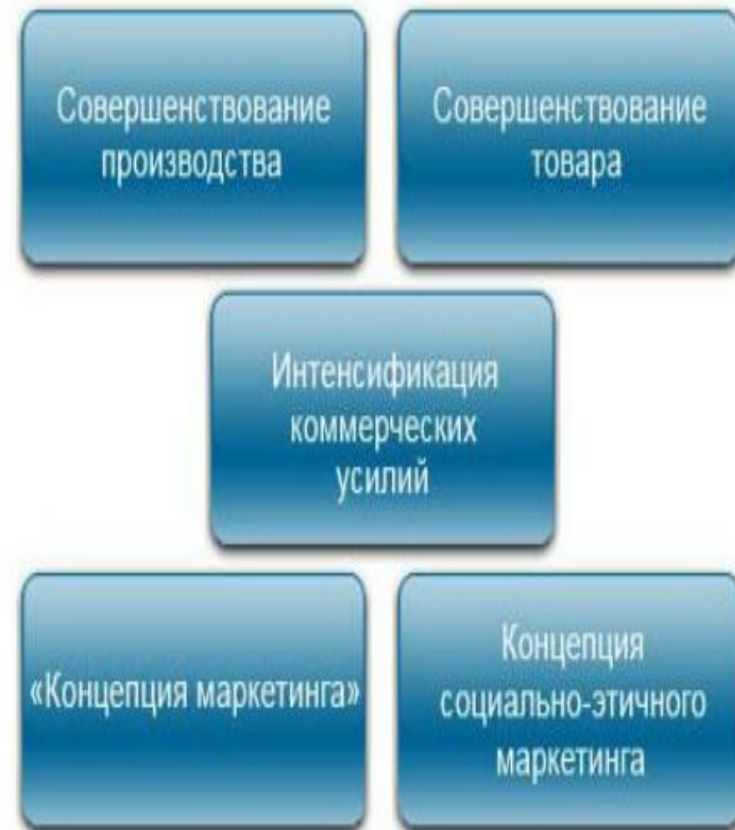 Совершенствование
производства
Совершенствование
товара
Интенсификация
коммерческих
усилий
«Концепция маркетинга»
Концепция
социально-этичного
маркетинга